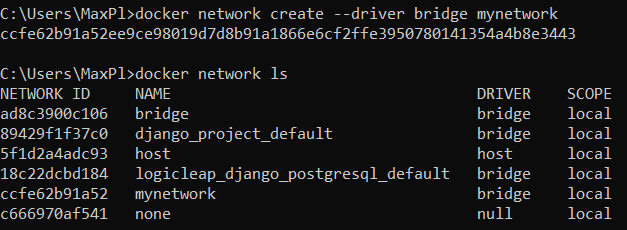 C:\Users\MaxPl>docker network create --driver bridge mynetwork
ccfe62b91a52ee9ce98019d7d8b91a1866e6cf2ffe3950780141354a4b8e3443
C:\Users\MaxPl>docker network ls
NETWORK ID NAME DRIVER SCOPE
ad8c3900c106 bridge bridge local
89429f1f37c0 django_project_default bridge local
5f1d2a4adc93 host host local
18c22dcbd184 logicleap_django_postgresql_default bridge local
ccfe62b91a52 mynetwork bridge local
c666970af541 none null local